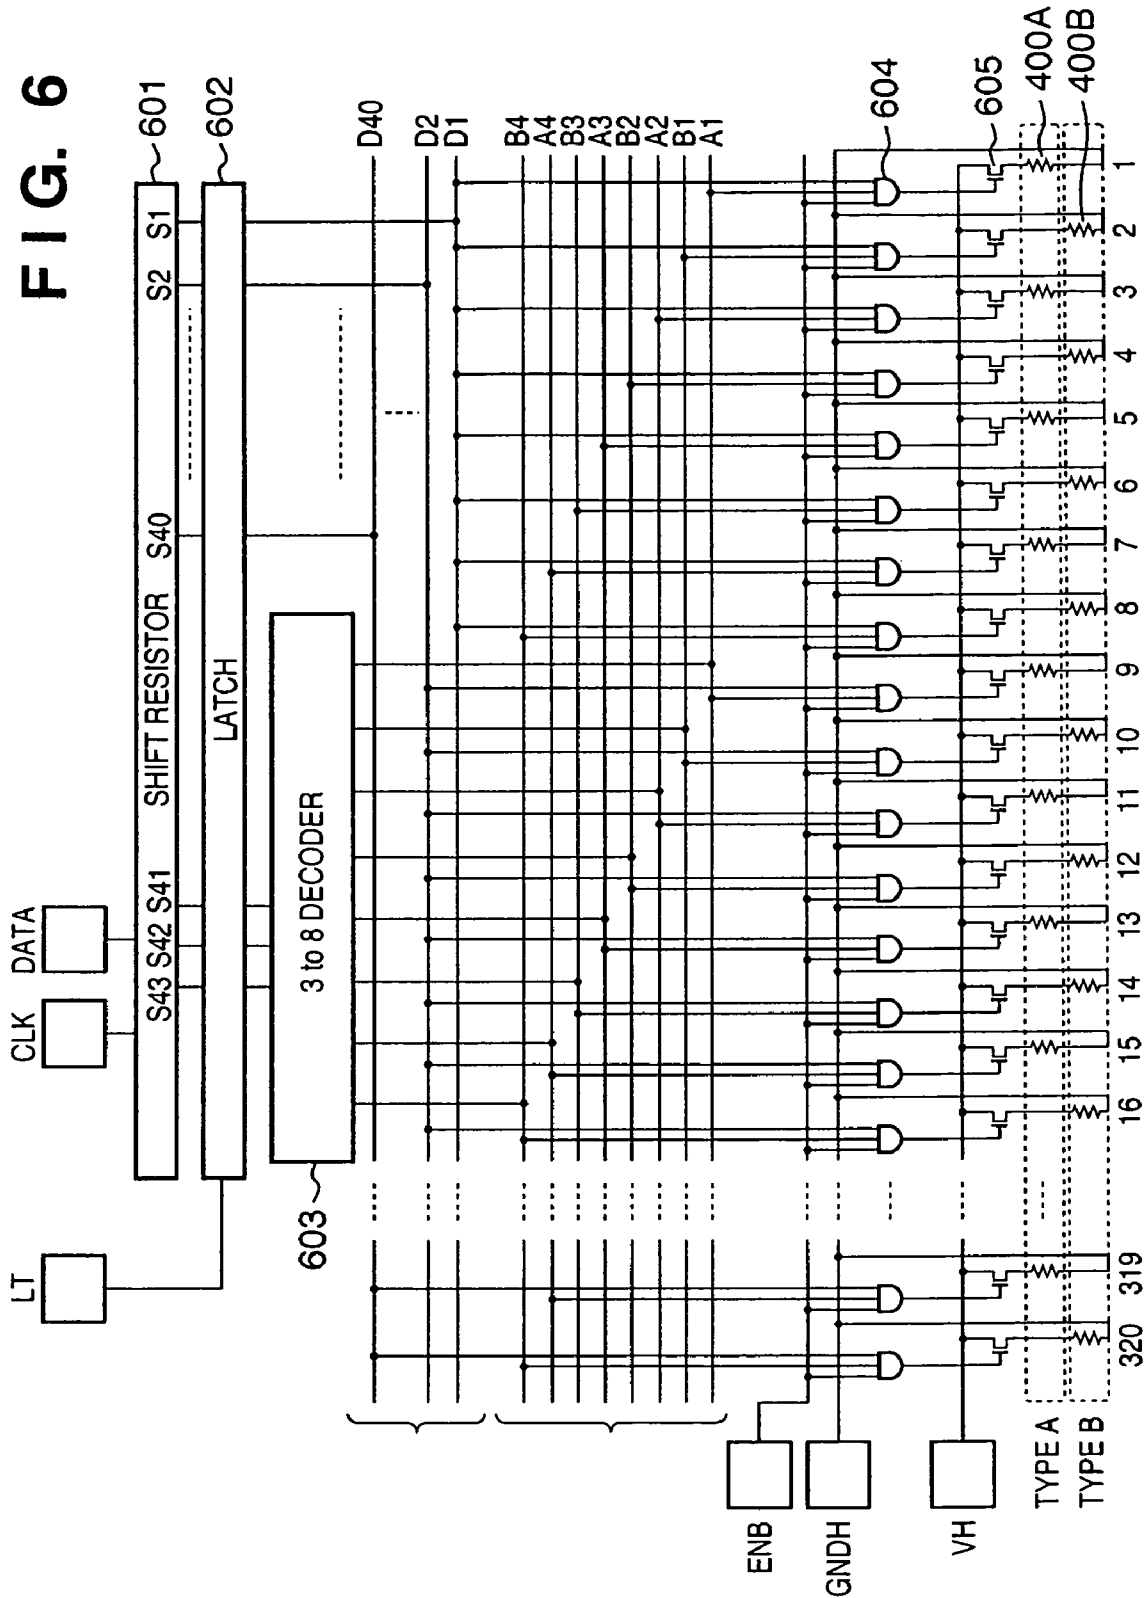 FIG. 6
LT
CLK
DATA
601
S43 S42 S41 SHIFT RESISTOR S40 S2 S1
602
LATCH
603
3 to 8 DECODER
D40
D2
D1
B4
A4
B3
A3
B2
A2
B1
A1
ENB
GNDH
604
VH
605
TYPE A
400A
TYPE B
400B
320 319 16 15 14 13 12 11 10 9 8 7 6 5 4 3 2 1